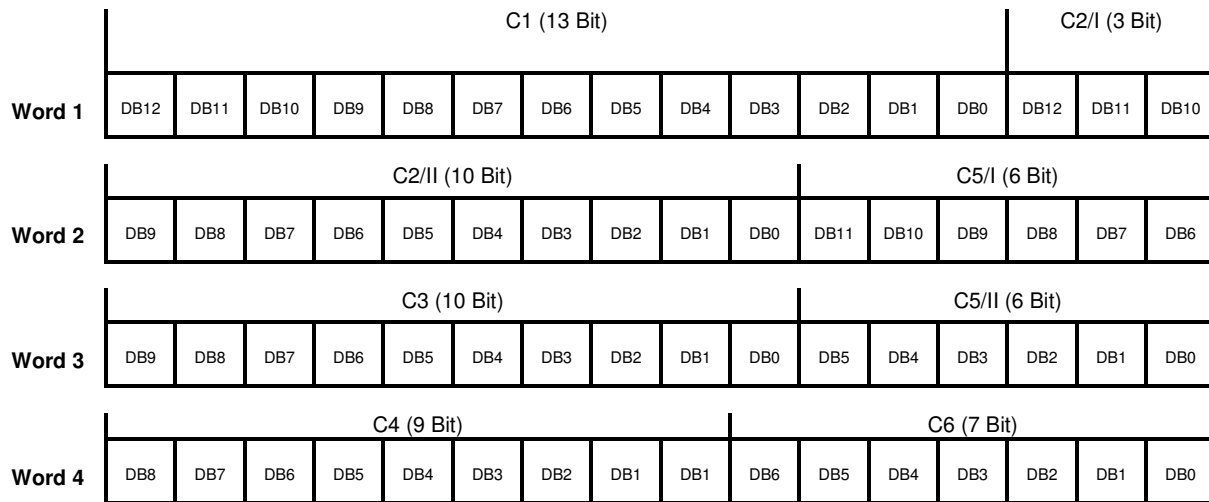 C1 (13 Bit) C2/I (3 Bit)
Word 1 DB12 DB11 DB10 DB9 DB8 DB7 DB6 DB5 DB4 DB3 DB2 DB1 DB0 DB12 DB11 DB10
C2/II (10 Bit) C5/I (6 Bit)
Word 2 DB9 DB8 DB7 DB6 DB5 DB4 DB3 DB2 DB1 DB0 DB11 DB10 DB9 DB8 DB7 DB6
C3 (10 Bit) C5/II (6 Bit)
Word 3 DB9 DB8 DB7 DB6 DB5 DB4 DB3 DB2 DB1 DB0 DB5 DB4 DB3 DB2 DB1 DB0
C4 (9 Bit) C6 (7 Bit)
Word 4 DB8 DB7 DB6 DB5 DB4 DB3 DB2 DB1 DB1 DB6 DB5 DB4 DB3 DB2 DB1 DB0